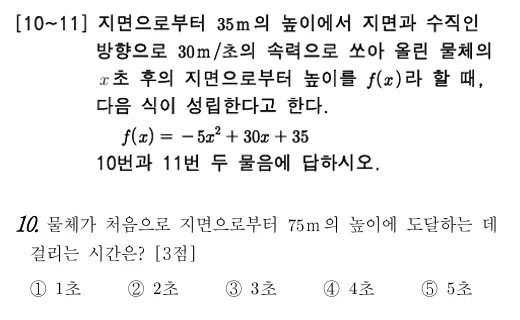 [10~11] 지면으로부터 35m의 높이에서 지면과 수직인
방향으로 30m/초의 속력으로 쏘아 올린 물체의
x초 후의 지면으로부터 높이를 f(x)라 할 때,
다음 식이 성립한다고 한다.
f(x) = −5x² + 30x + 35
10번과 11번 두 물음에 답하시오.
10. 물체가 처음으로 지면으로부터 75m의 높이에 도달하는 데
걸리는 시간은? [3점]
① 1초 ② 2초 ③ 3초 ④ 4초 ⑤ 5초